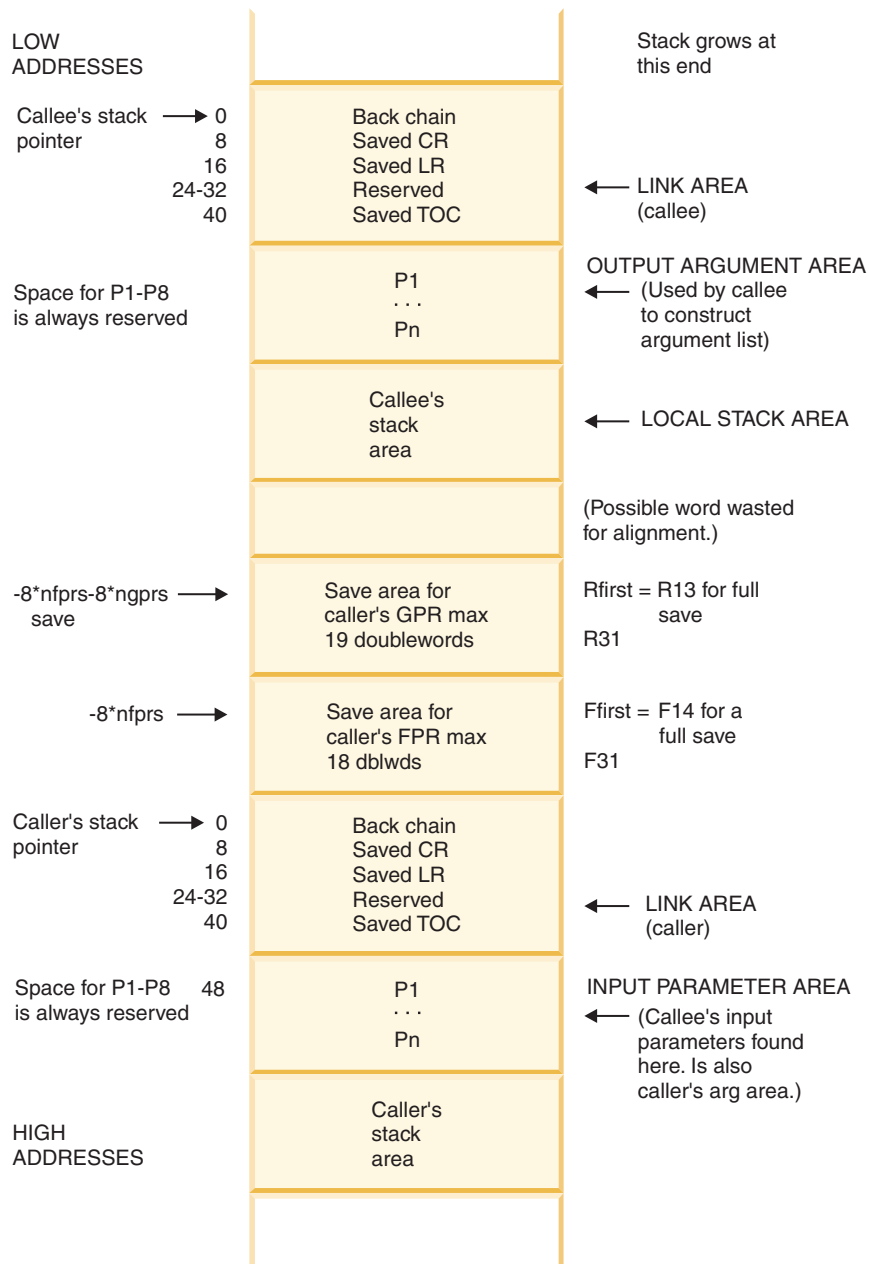 LOW
ADDRESSES
Stack grows at
this end
Callee's stack
pointer
0
8
16
24-32
40
Back chain
Saved CR
Saved LR
Reserved
Saved TOC
LINK AREA
(callee)
Space for P1-P8
is always reserved
P1
. . .
Pn
OUTPUT ARGUMENT AREA
(Used by callee
to construct
argument list)
Callee's
stack
area
LOCAL STACK AREA
(Possible word wasted
for alignment.)
-8*nfprs-8*ngprs
save
Save area for
caller's GPR max
19 doublewords
Rfirst = R13 for full
save
R31
-8*nfprs
Save area for
caller's FPR max
18 dblwds
Ffirst = F14 for a
full save
F31
Caller's stack
pointer
0
8
16
24-32
40
Back chain
Saved CR
Saved LR
Reserved
Saved TOC
LINK AREA
(caller)
Space for P1-P8 48
is always reserved
P1
. . .
Pn
INPUT PARAMETER AREA
(Callee's input
parameters found
here. Is also
caller's arg area.)
Caller's
stack
area
HIGH
ADDRESSES